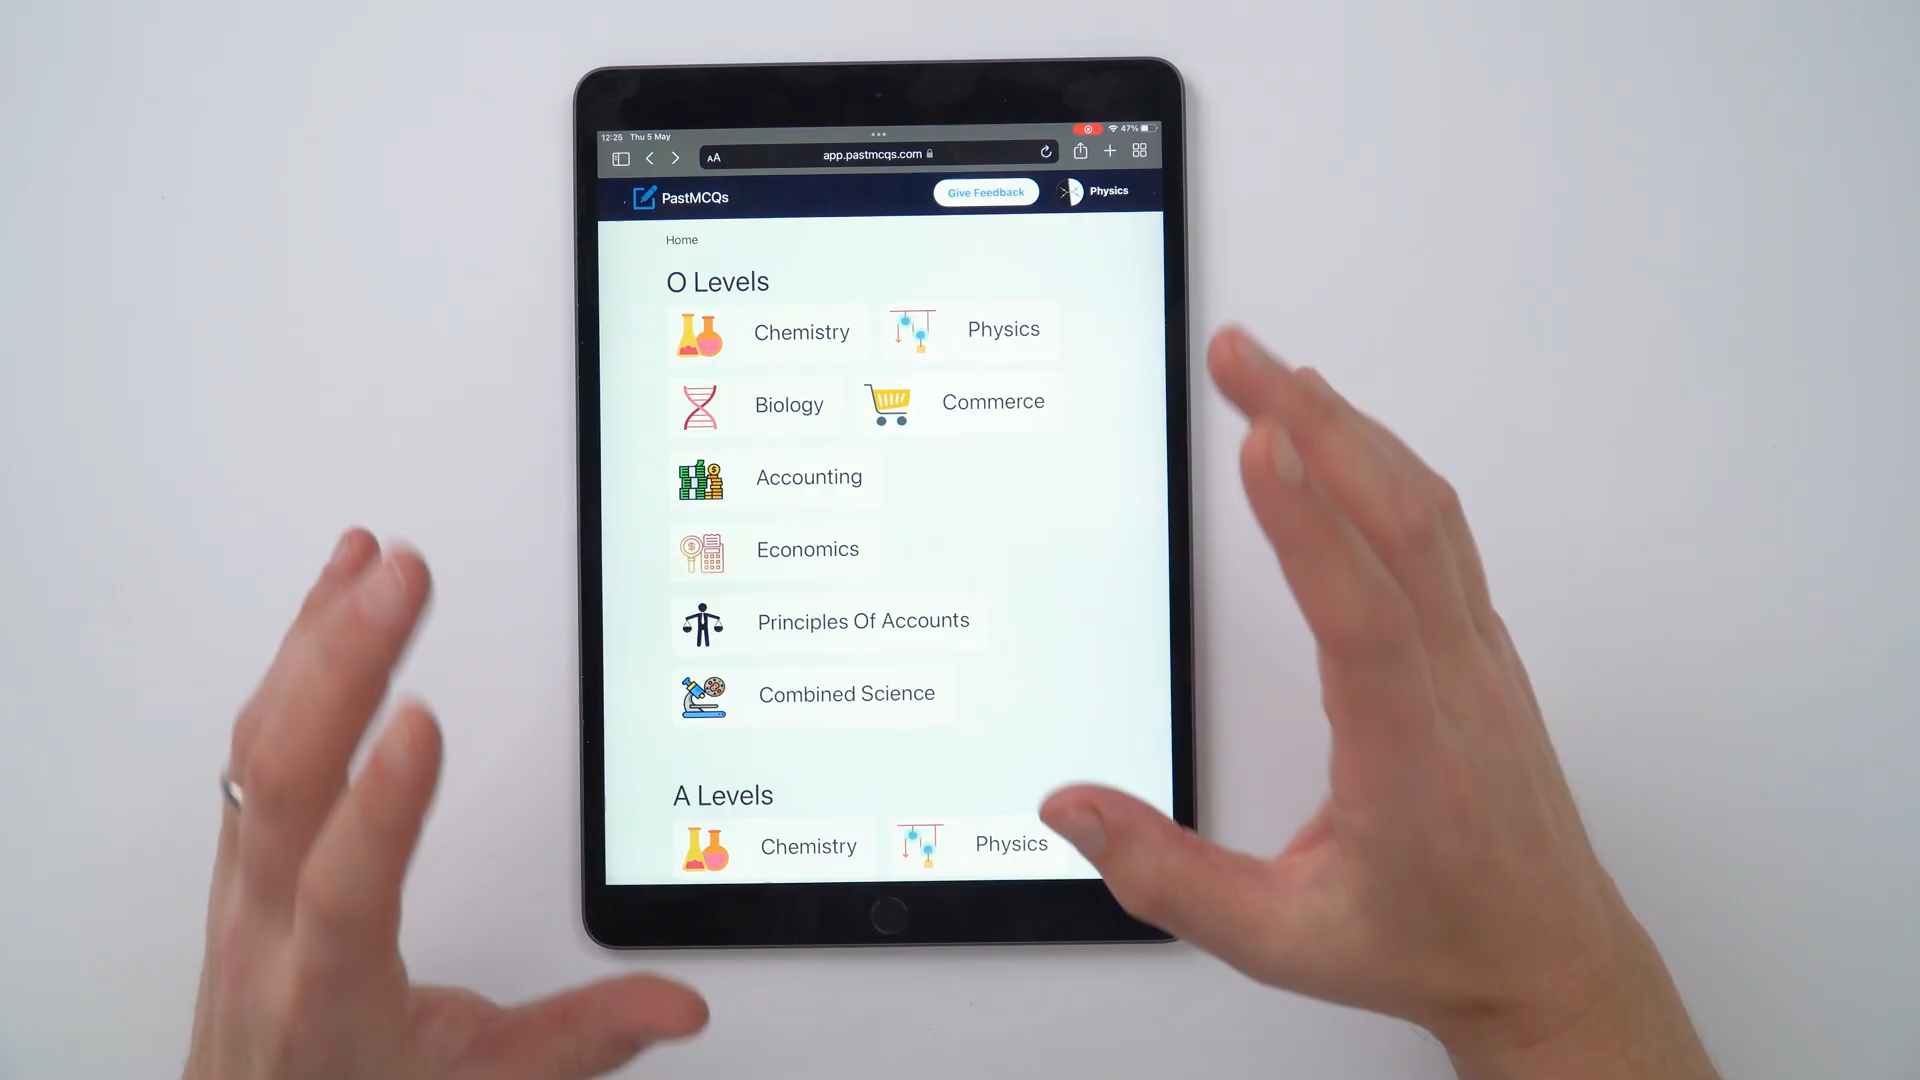 12:25 Thu 5 May 47%
AA app.pastmcqs.com
PastMCQs Give Feedback Physics
Home
O Levels
Chemistry Physics
Biology Commerce
Accounting
Economics
Principles Of Accounts
Combined Science
A Levels
Chemistry Physics